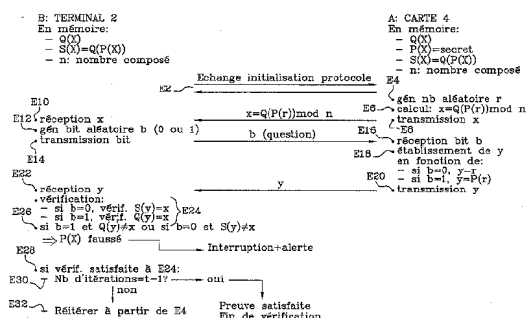 B: TERMINAL 2
En mémoire:
– Q(X)
– S(X)=Q(P(X))
– n: nombre composé
A: CARTE 4
En mémoire:
– Q(X)
– P(X)=secret
– S(X)=Q(P(X))
– n: nombre composé
Echange initialisation protocole
E2
E4
gén nb aléatoire r
E6
calcul: x=Q(P(r))mod n
E10
E12
réception x
x=Q(P(r))mod n
transmission x
E8
gén bit aléatoire b (0 ou 1)
E16
transmission bit
b (question)
réception bit b
E14
E18
établissement de y
en fonction de:
– si b=0, y=r
– si b=1, y=P(r)
E20
E22
réception y
y
transmission y
vérification:
– si b=0, vérif. S(y)=x
– si b=1, vérif. Q(y)=x
E24
E26
si b=1 et Q(y)≠x ou si b=0 et S(y)≠x
⇒ P(X) faussé
Interruption+alerte
E28
si vérif. satisfaite à E24:
E30
Nb d'itérations=t-1?
oui
non
E32
Réitérer à partir de E4
Preuve satisfaite
Fin de vérification